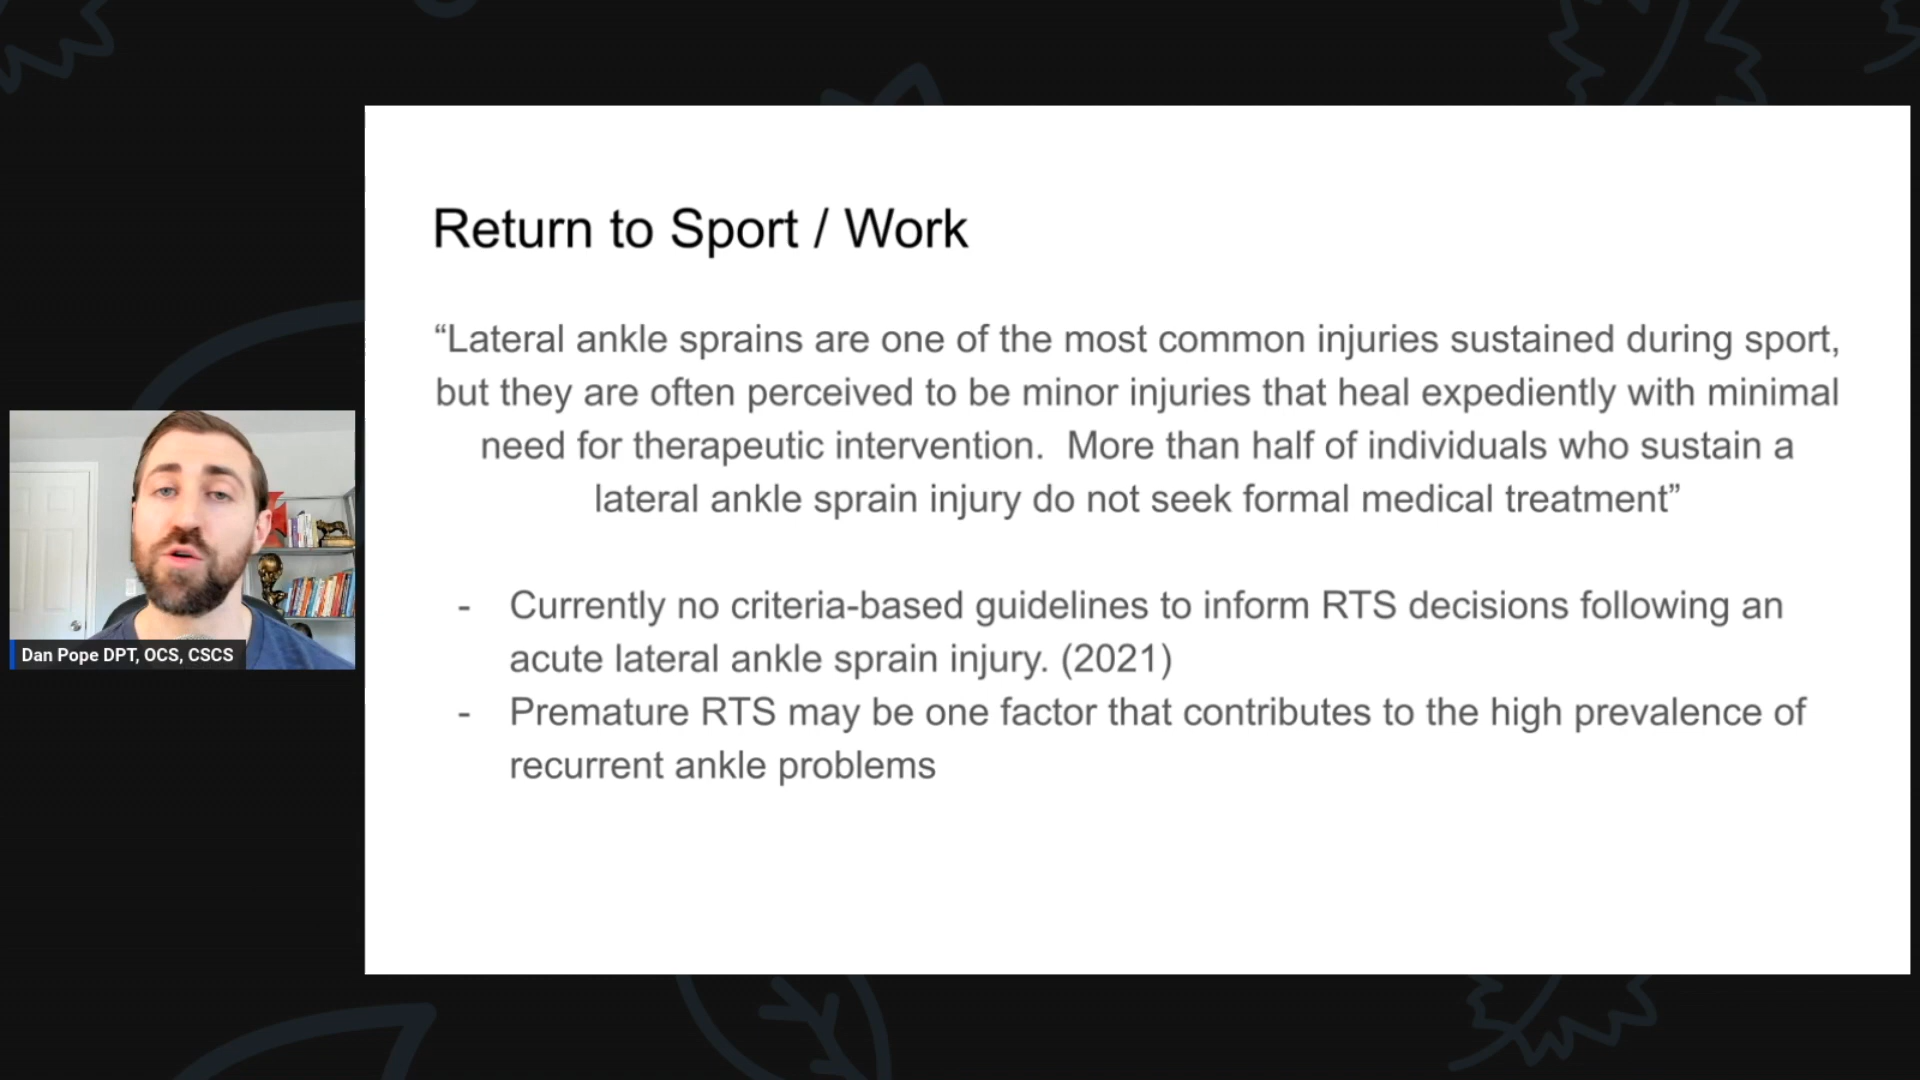 Return to Sport / Work
“Lateral ankle sprains are one of the most common injuries sustained during sport,
but they are often perceived to be minor injuries that heal expediently with minimal
need for therapeutic intervention.  More than half of individuals who sustain a
lateral ankle sprain injury do not seek formal medical treatment”
- Currently no criteria-based guidelines to inform RTS decisions following an
acute lateral ankle sprain injury. (2021)
- Premature RTS may be one factor that contributes to the high prevalence of
recurrent ankle problems
Dan Pope DPT, OCS, CSCS